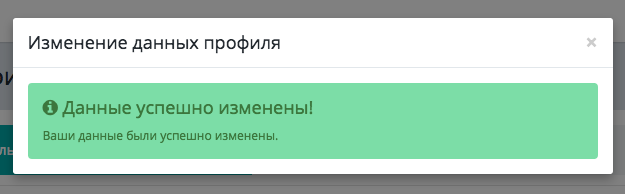 Изменение данных профиля
×
Данные успешно изменены!
Ваши данные были успешно изменены.